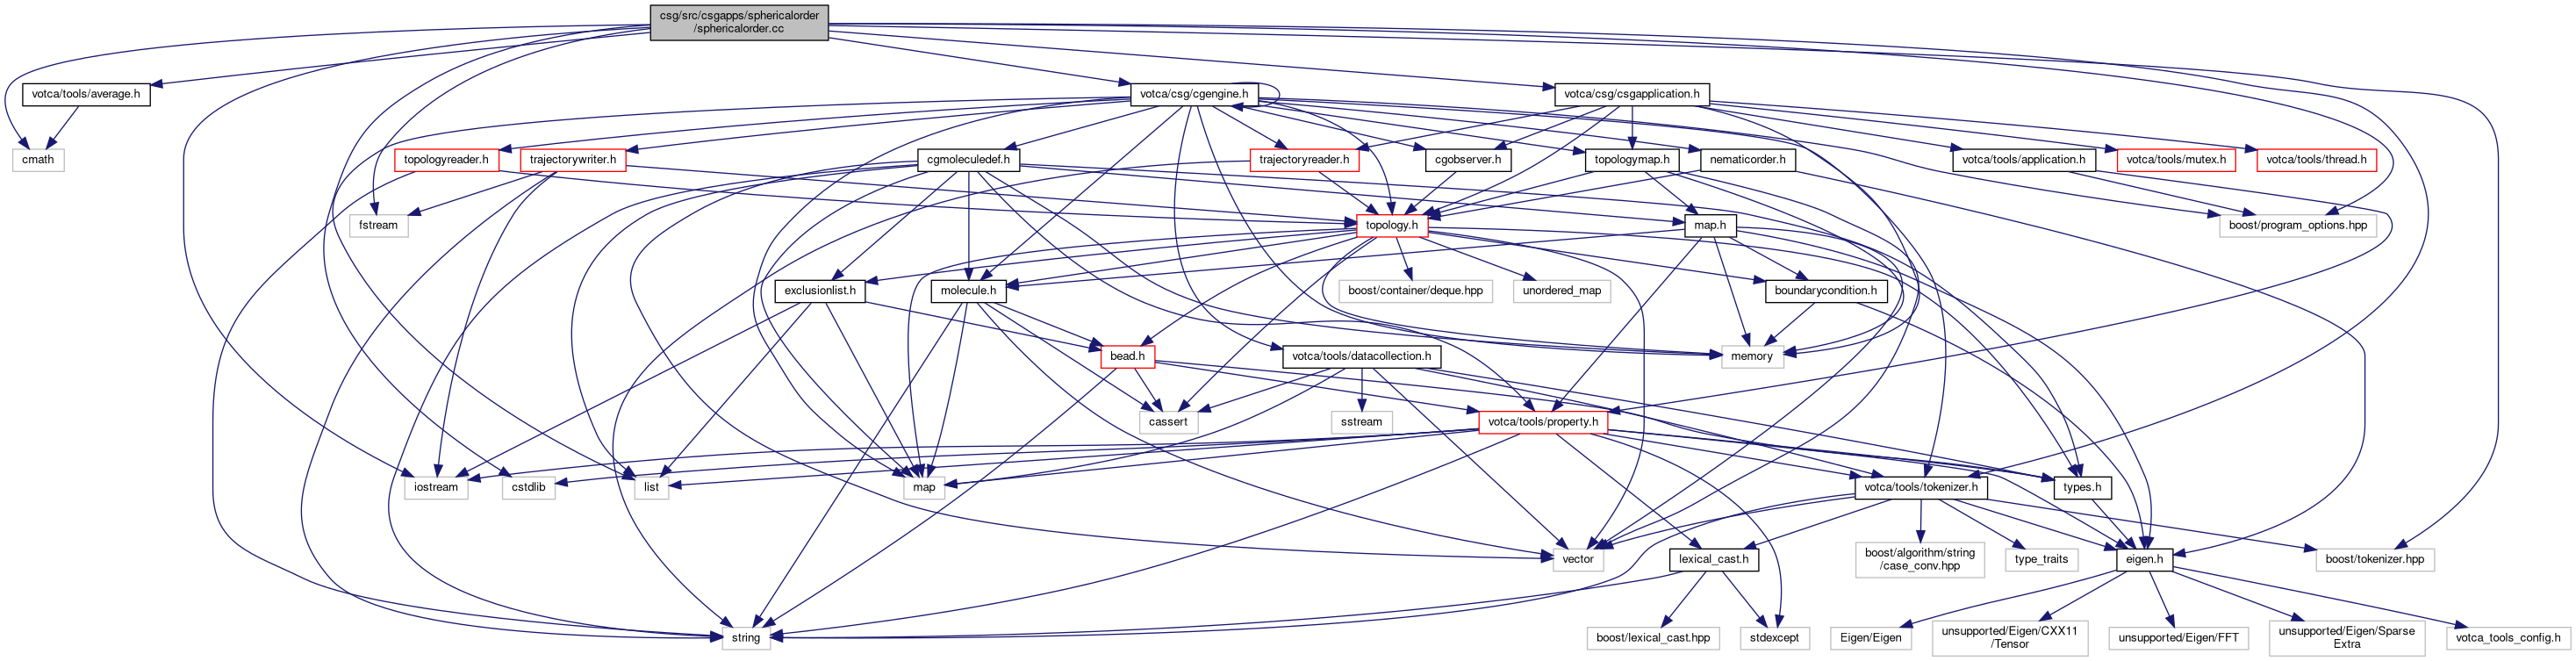 csg/src/csgapps/sphericalorder
/sphericalorder.cc
votca/tools/average.h
votca/csg/cgengine.h
votca/csg/csgapplication.h
cmath
topologyreader.h
trajectorywriter.h
cgmoleculedef.h
trajectoryreader.h
cgobserver.h
topologymap.h
nematicorder.h
votca/tools/application.h
votca/tools/mutex.h
votca/tools/thread.h
fstream
topology.h
map.h
boost/program_options.hpp
exclusionlist.h
molecule.h
boost/container/deque.hpp
unordered_map
boundarycondition.h
bead.h
votca/tools/datacollection.h
memory
cassert
sstream
votca/tools/property.h
iostream
cstdlib
list
map
votca/tools/tokenizer.h
types.h
vector
lexical_cast.h
boost/algorithm/string
/case_conv.hpp
type_traits
eigen.h
boost/tokenizer.hpp
string
boost/lexical_cast.hpp
stdexcept
Eigen/Eigen
unsupported/Eigen/CXX11
/Tensor
unsupported/Eigen/FFT
unsupported/Eigen/Sparse
Extra
votca_tools_config.h